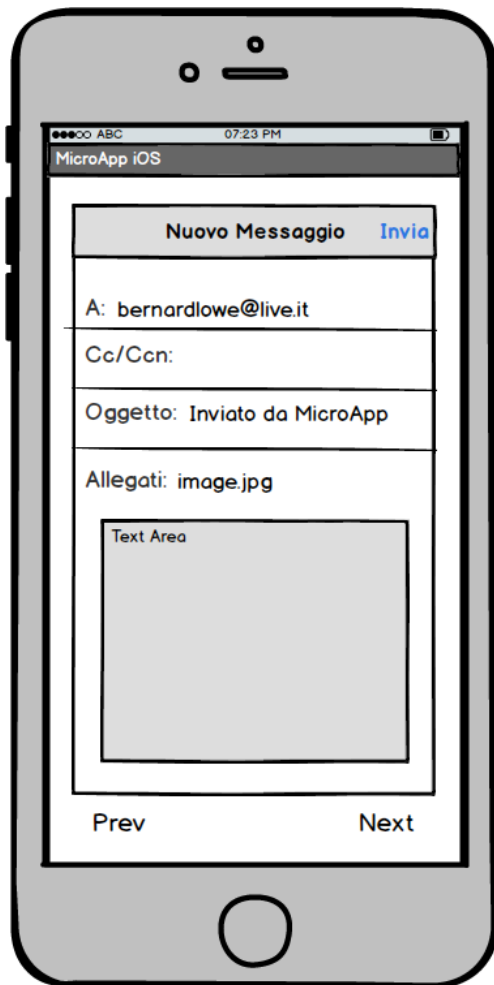 ABC 07:23 PM
MicroApp iOS
Nuovo Messaggio Invia
A: bernardlowe@live.it
Cc/Ccn:
Oggetto: Inviato da MicroApp
Allegati: image.jpg
Text Area
Prev Next